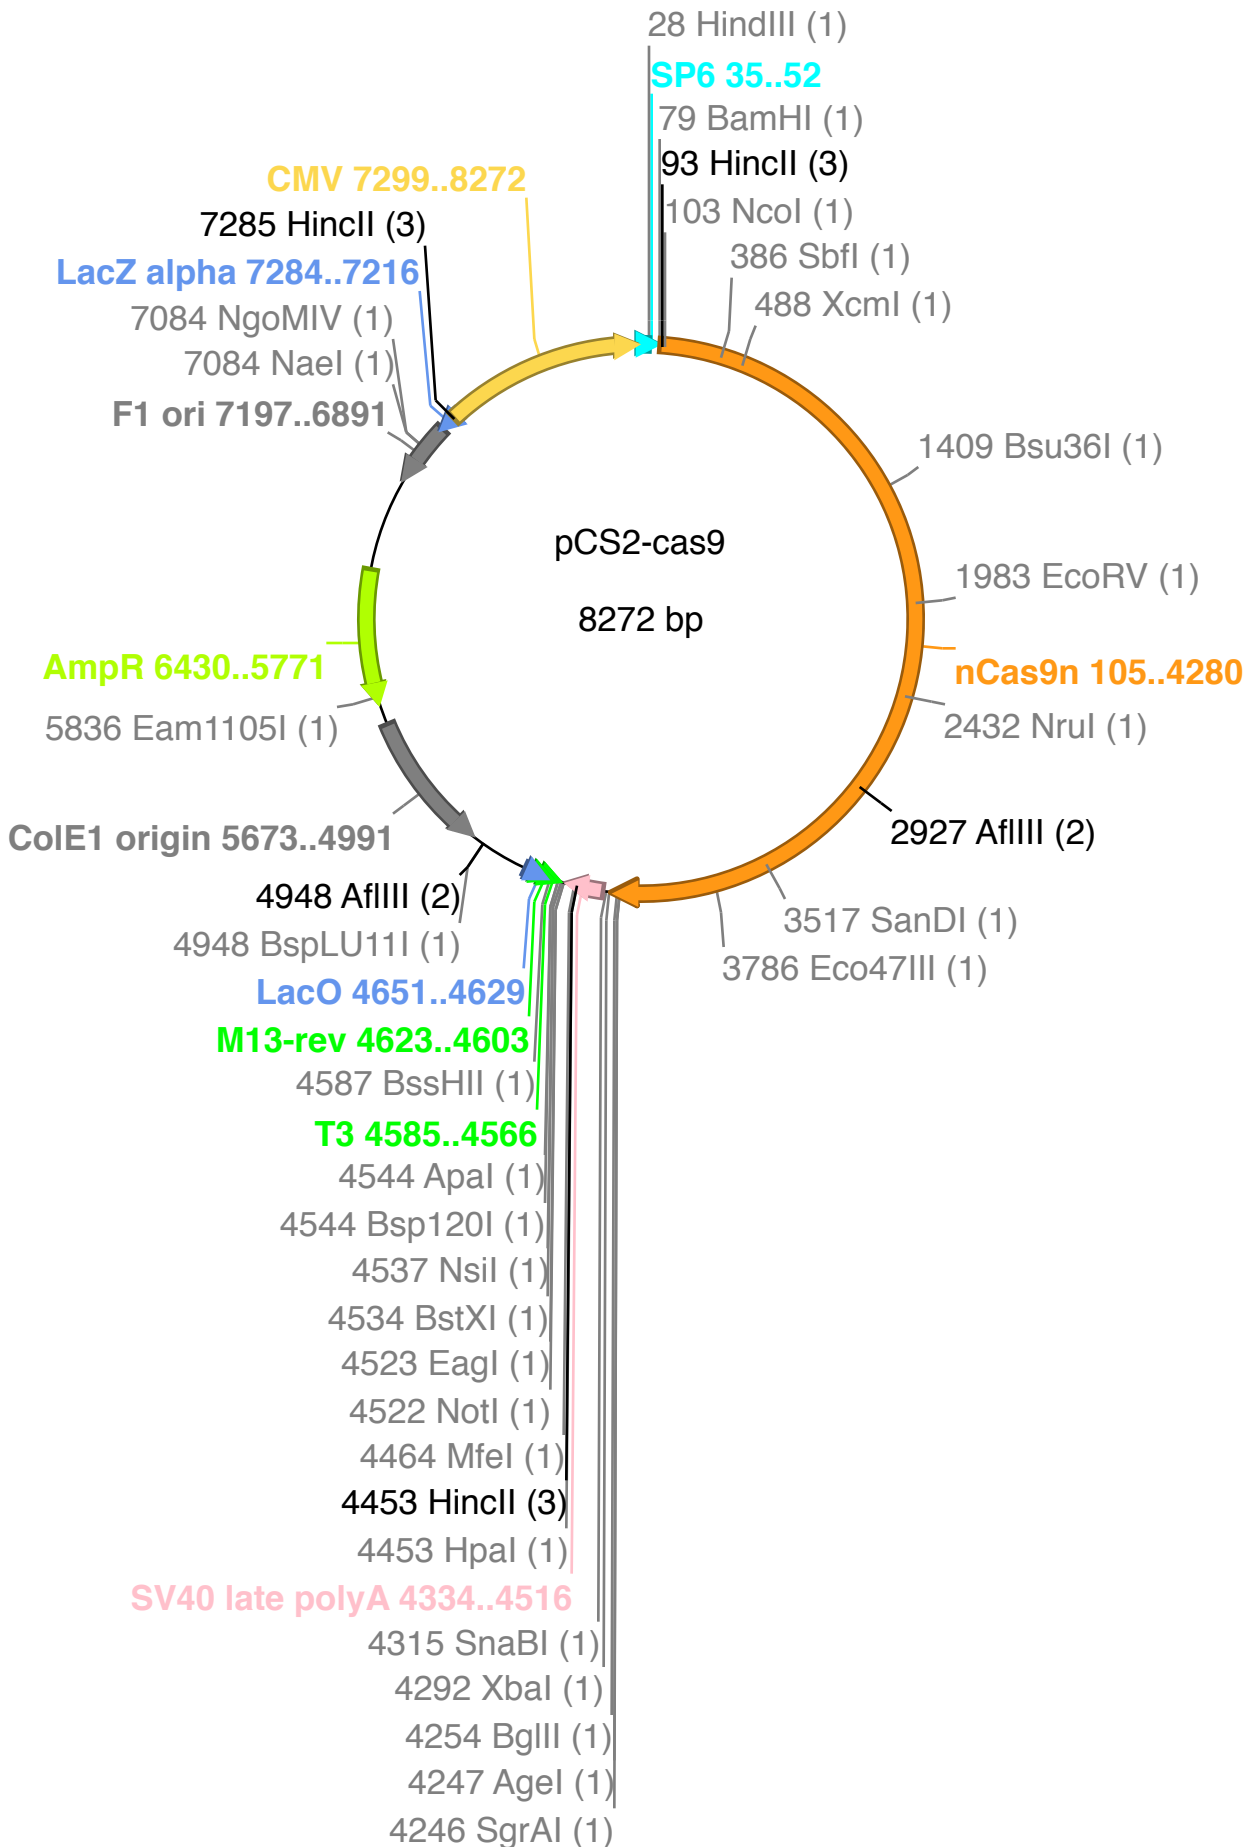 28 HindIII (1)
SP6 35..52
79 BamHI (1)
93 HincII (3)
103 NcoI (1)
386 SbfI (1)
488 XcmI (1)
CMV 7299..8272
7285 HincII (3)
LacZ alpha 7284..7216
7084 NgoMIV (1)
7084 NaeI (1)
F1 ori 7197..6891
1409 Bsu36I (1)
pCS2-cas9
8272 bp
1983 EcoRV (1)
nCas9n 105..4280
2432 NruI (1)
AmpR 6430..5771
5836 Eam1105I (1)
2927 AflIII (2)
ColE1 origin 5673..4991
3517 SanDI (1)
3786 Eco47III (1)
4948 AflIII (2)
4948 BspLU11I (1)
LacO 4651..4629
M13-rev 4623..4603
4587 BssHII (1)
T3 4585..4566
4544 ApaI (1)
4544 Bsp120I (1)
4537 NsiI (1)
4534 BstXI (1)
4523 EagI (1)
4522 NotI (1)
4464 MfeI (1)
4453 HincII (3)
4453 HpaI (1)
SV40 late polyA 4334..4516
4315 SnaBI (1)
4292 XbaI (1)
4254 BglII (1)
4247 AgeI (1)
4246 SgrAI (1)